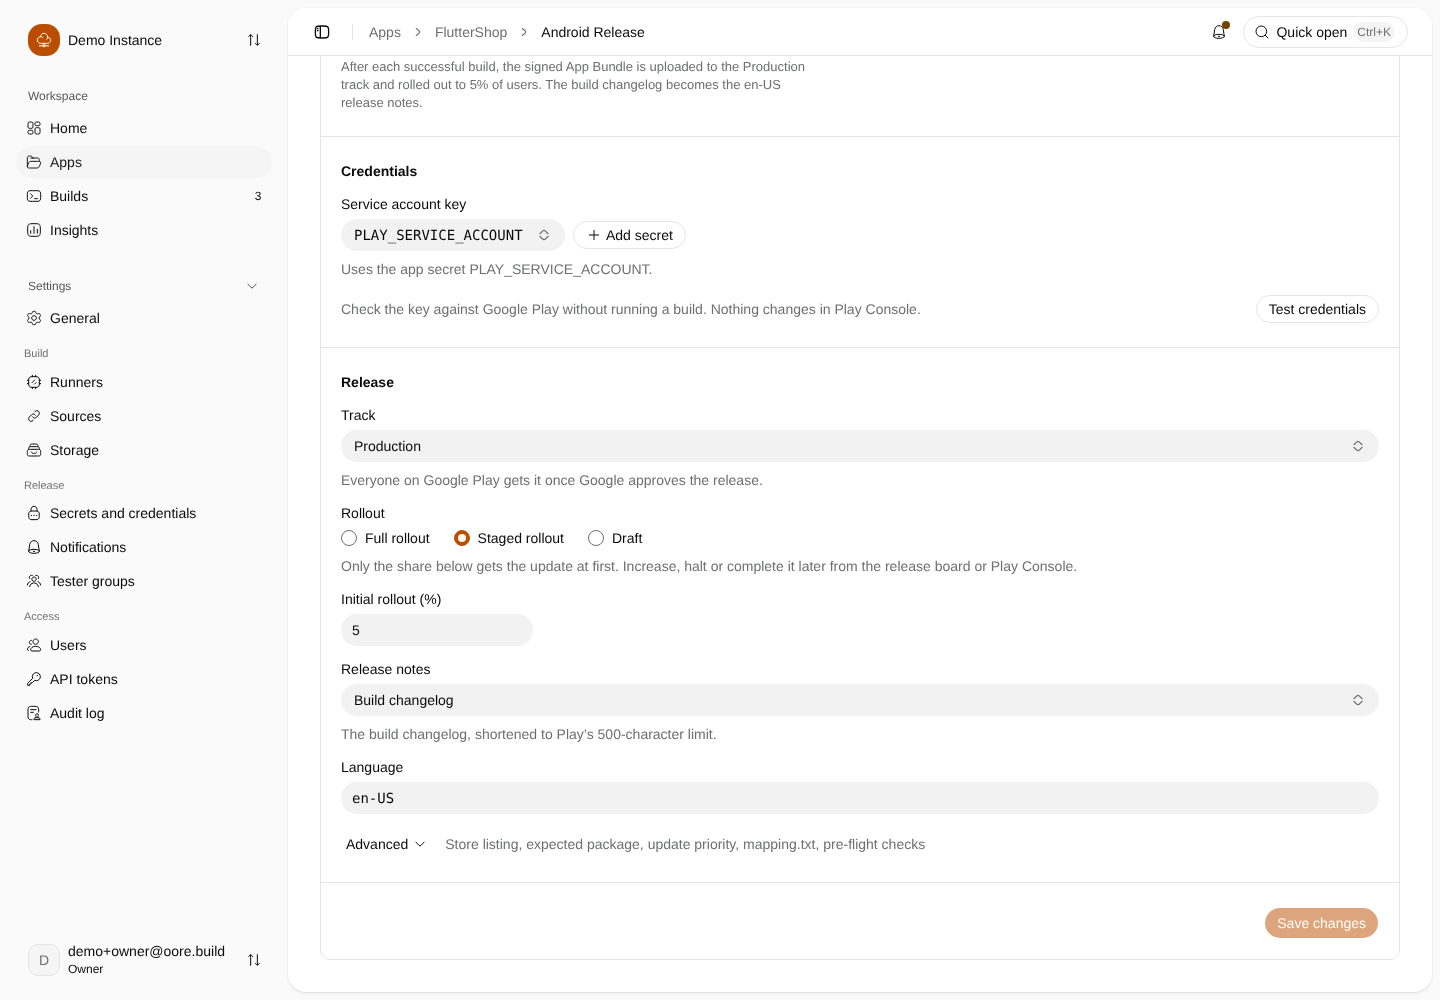 Demo Instance
Workspace
Home
Apps
Builds
3
Insights
Settings
General
Build
Runners
Sources
Storage
Release
Secrets and credentials
Notifications
Tester groups
Access
Users
API tokens
Audit log
D
demo+owner@oore.build
Owner
Apps
FlutterShop
Android Release
Quick open
Ctrl+K
After each successful build, the signed App Bundle is uploaded to the Production
track and rolled out to 5% of users. The build changelog becomes the en-US
release notes.
Credentials
Service account key
PLAY_SERVICE_ACCOUNT
Add secret
Uses the app secret PLAY_SERVICE_ACCOUNT.
Check the key against Google Play without running a build. Nothing changes in Play Console.
Test credentials
Release
Track
Production
Everyone on Google Play gets it once Google approves the release.
Rollout
Full rollout
Staged rollout
Draft
Only the share below gets the update at first. Increase, halt or complete it later from the release board or Play Console.
Initial rollout (%)
5
Release notes
Build changelog
The build changelog, shortened to Play’s 500-character limit.
Language
en-US
Advanced
Store listing, expected package, update priority, mapping.txt, pre-flight checks
Save changes